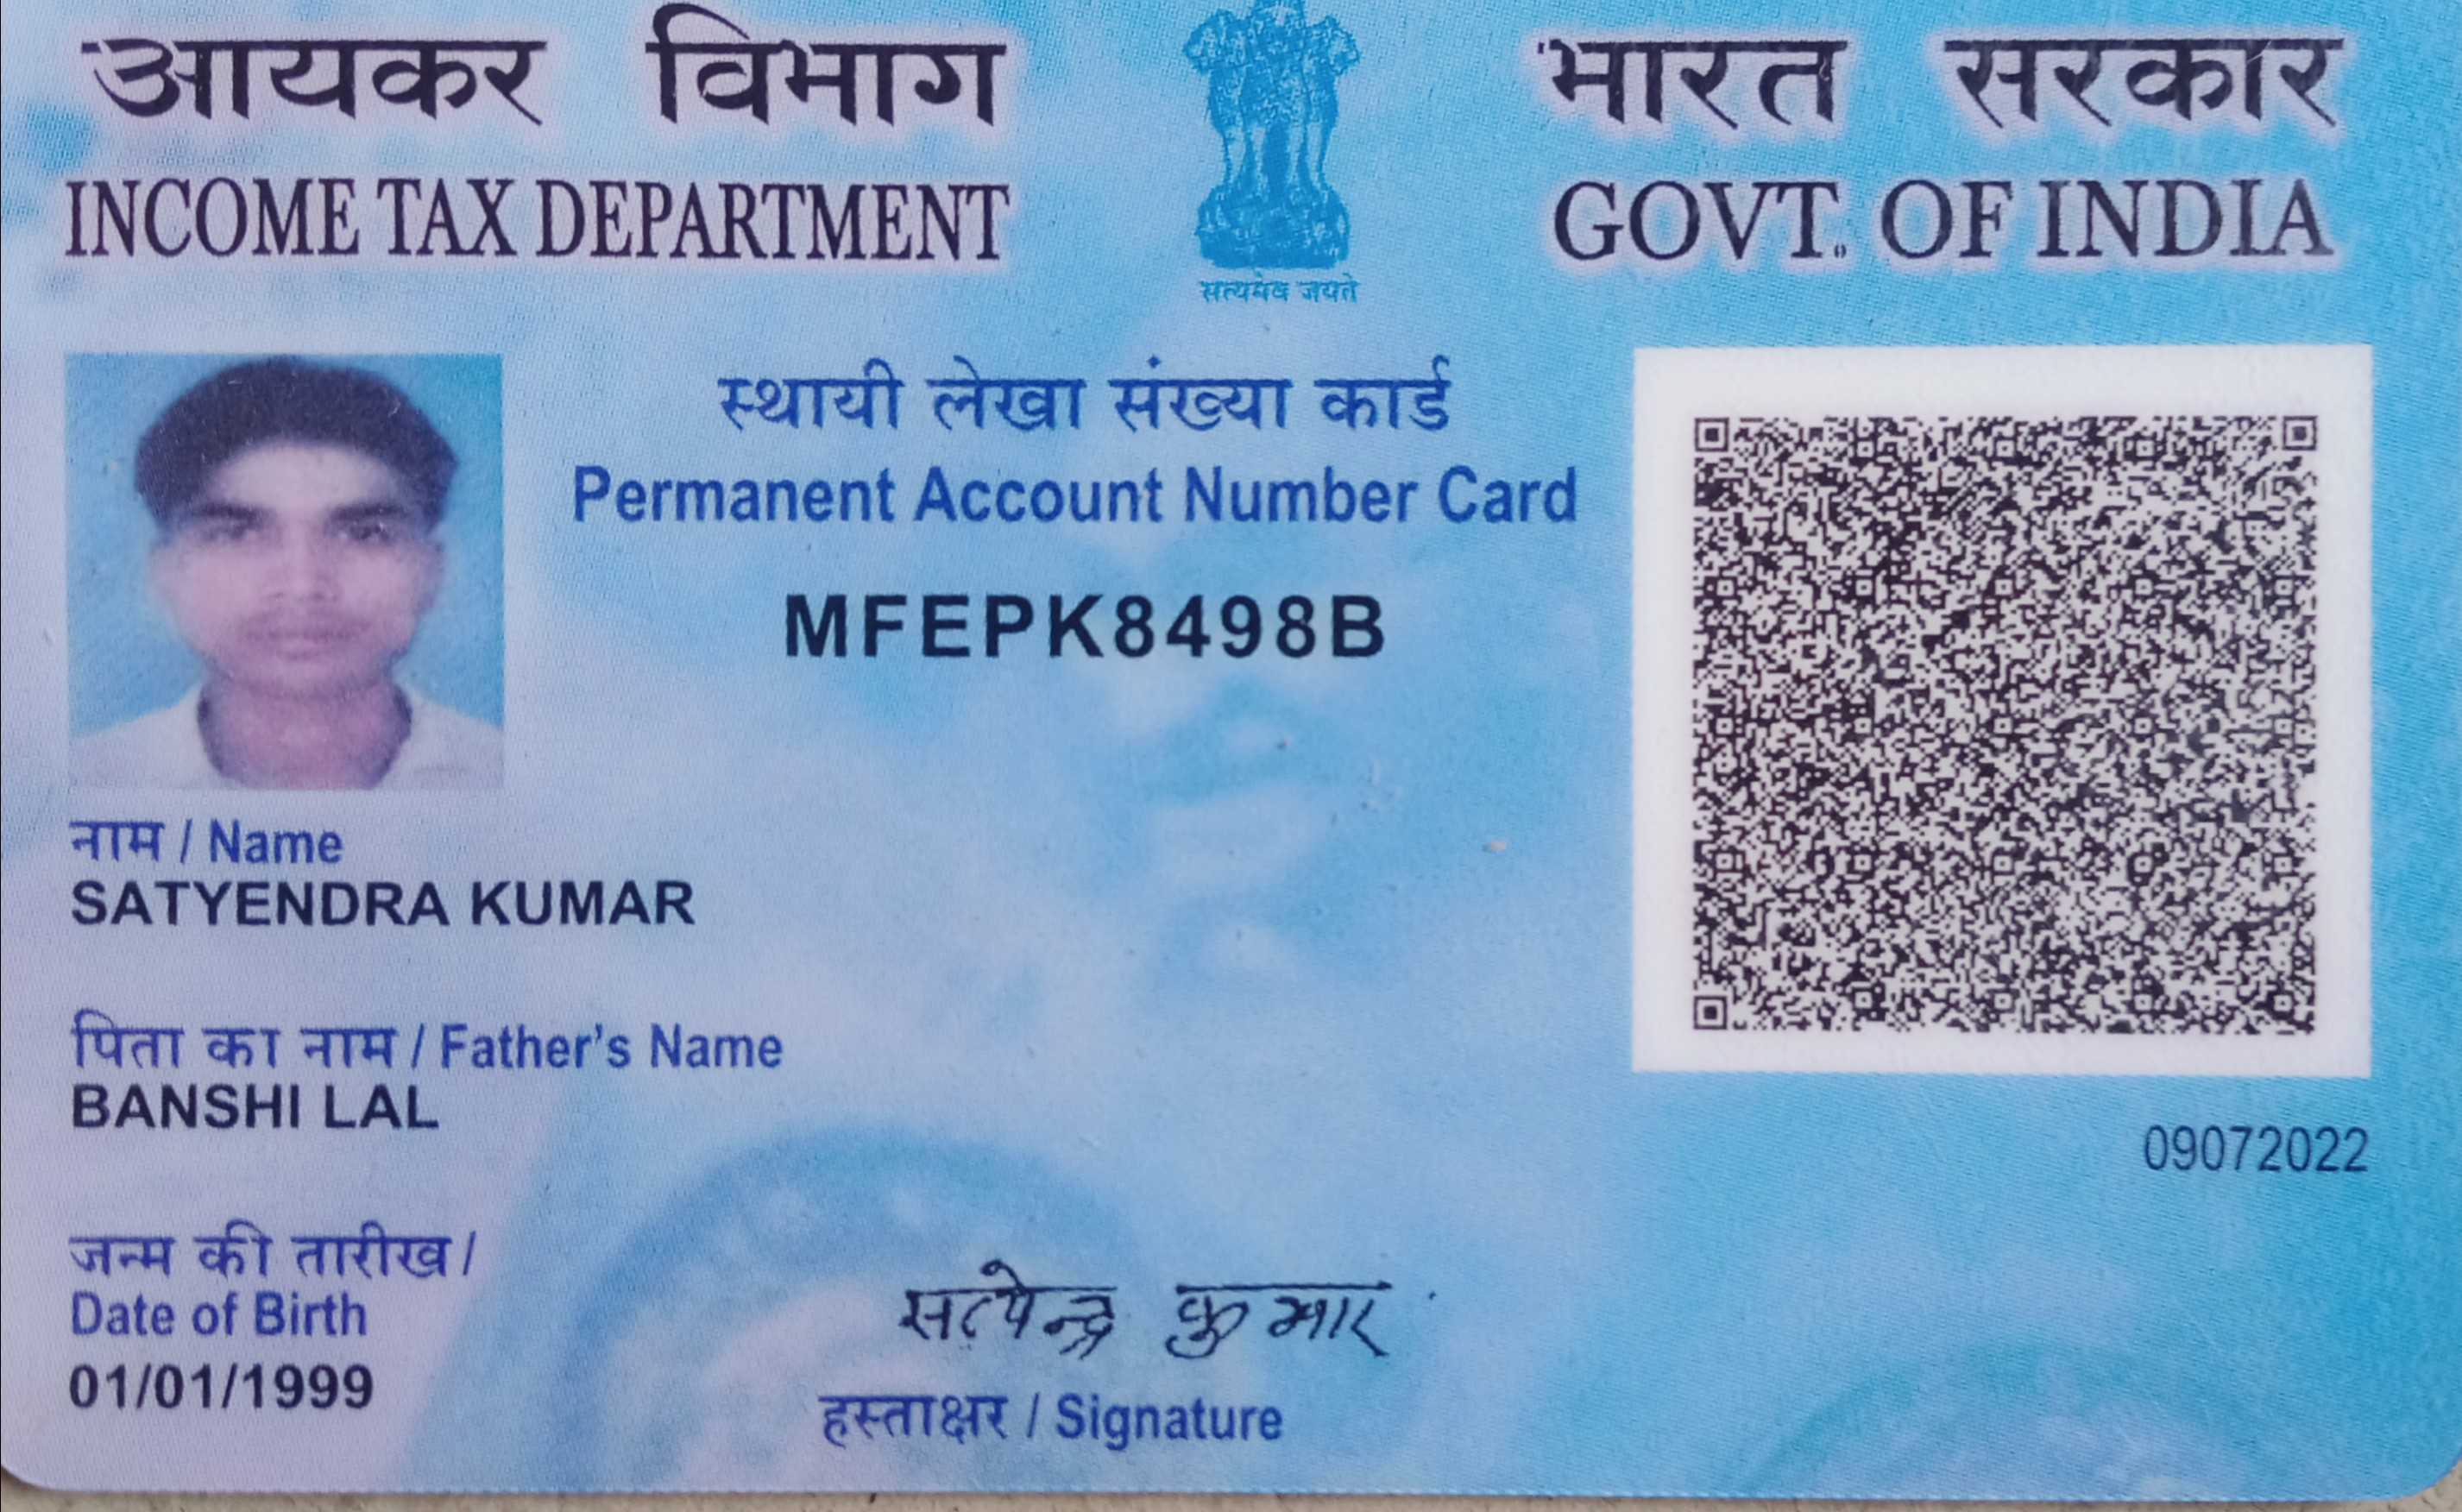 आयकर विभाग
INCOME TAX DEPARTMENT
सत्यमेव जयते
भारत सरकार
GOVT. OF INDIA
स्थायी लेखा संख्या कार्ड
Permanent Account Number Card
MFEPK8498B
नाम / Name
SATYENDRA KUMAR
पिता का नाम / Father's Name
BANSHI LAL
09072022
जन्म की तारीख /
Date of Birth
01/01/1999
सत्येन्द्र कुमार
हस्ताक्षर / Signature